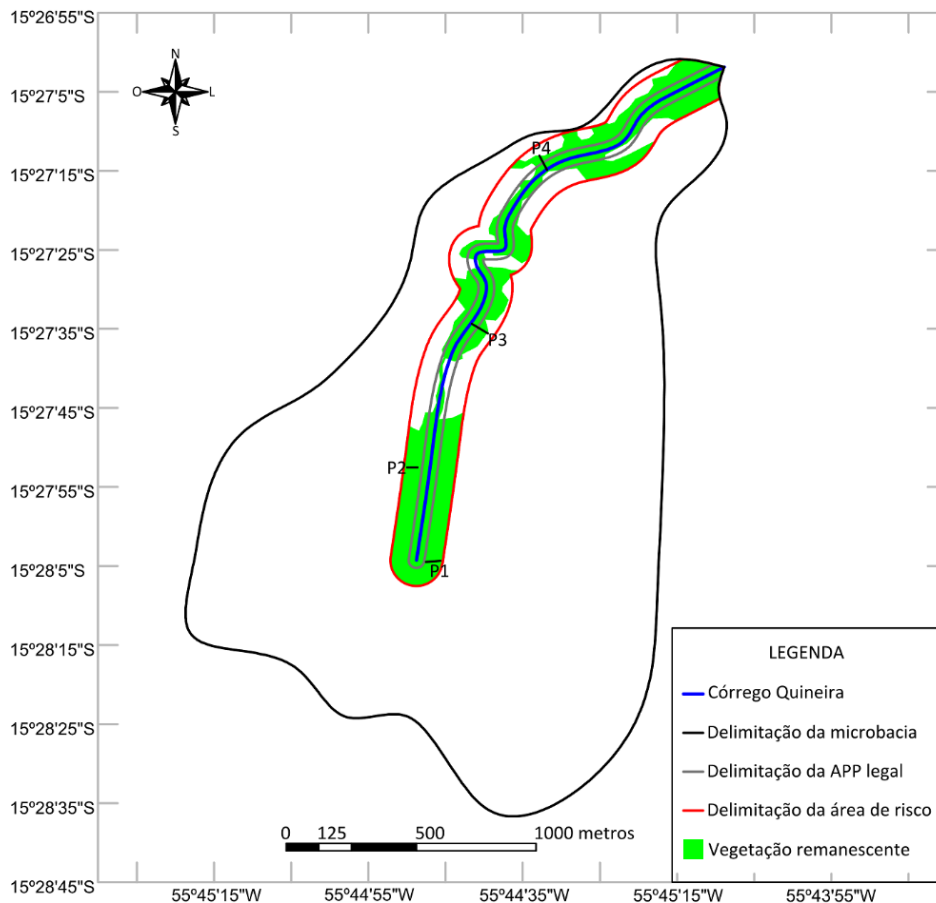 15º26'55"S
N
O
L
S
15º27'5"S
P4
15º27'15"S
15º27'25"S
15º27'35"S
P3
15º27'45"S
P2
15º27'55"S
15º28'5"S
P1
15º28'15"S
15º28'25"S
15º28'35"S
15º28'45"S
LEGENDA
Córrego Quineira
Delimitação da microbacia
Delimitação da APP legal
Delimitação da área de risco
Vegetação remanescente
0 125 500 1000 metros
55º45'15"W 55º44'55"W 55º44'35"W 55º45'15"W 55º43'55"W